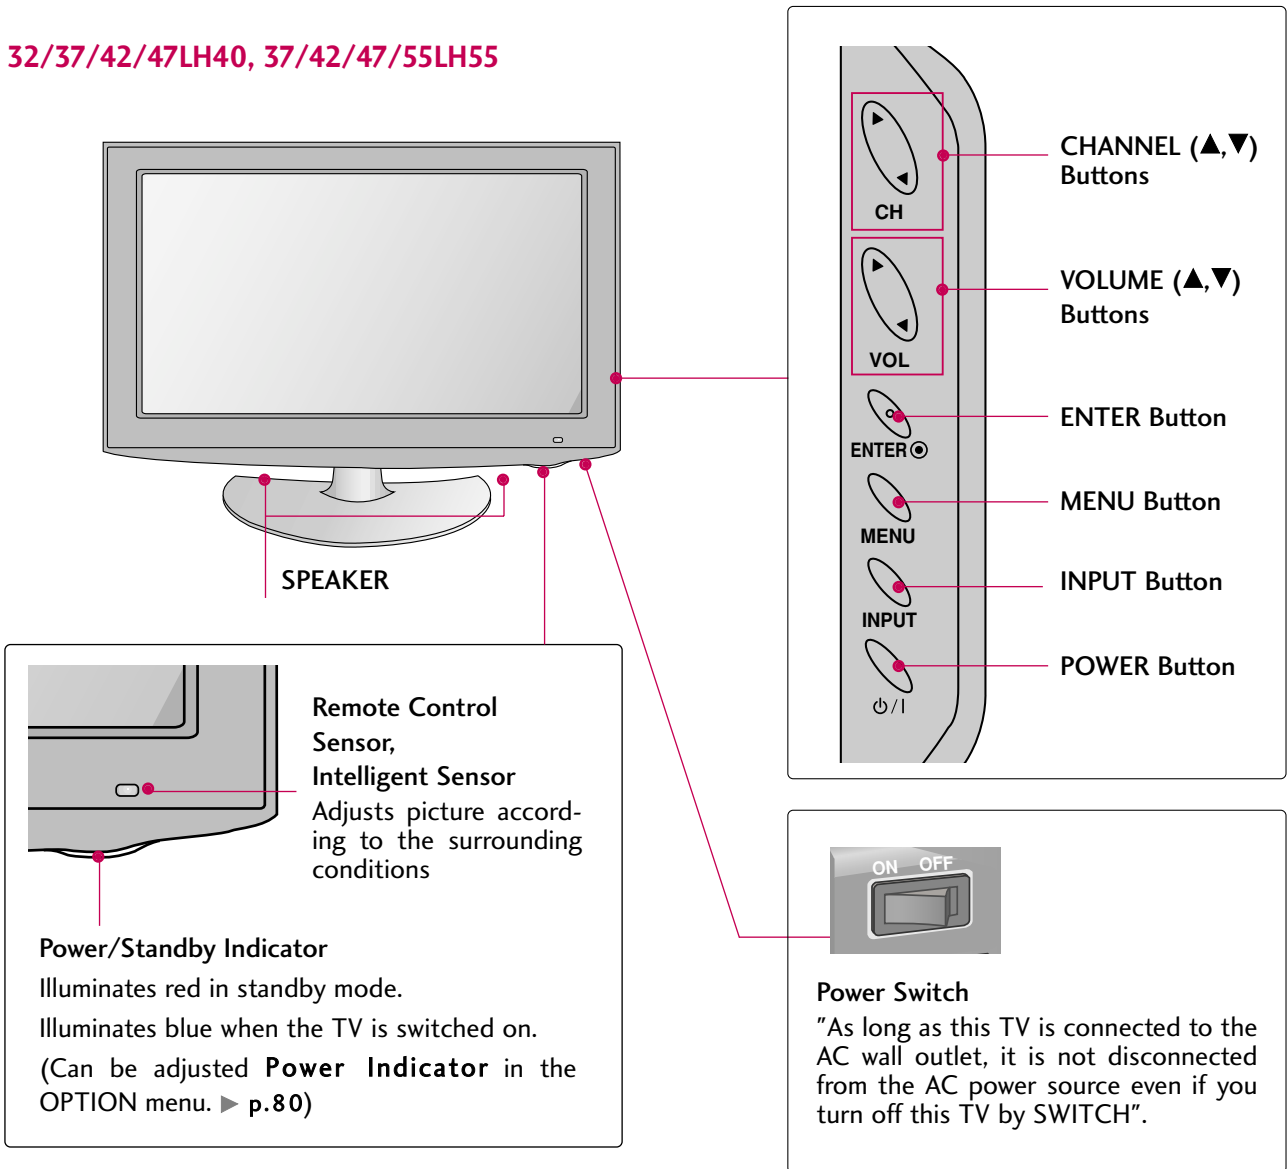 32/37/42/47LH40, 37/42/47/55LH55
SPEAKER
CH
VOL
ENTER
MENU
INPUT
⏻/I
CHANNEL (▲,▼)
Buttons
VOLUME (▲,▼)
Buttons
ENTER Button
MENU Button
INPUT Button
POWER Button
Remote Control
Sensor,
Intelligent Sensor
Adjusts picture accord-
ing to the surrounding
conditions
Power/Standby Indicator
Illuminates red in standby mode.
Illuminates blue when the TV is switched on.
(Can be adjusted Power Indicator in the
OPTION menu. ▶ p.80)
ON OFF
Power Switch
"As long as this TV is connected to the
AC wall outlet, it is not disconnected
from the AC power source even if you
turn off this TV by SWITCH".